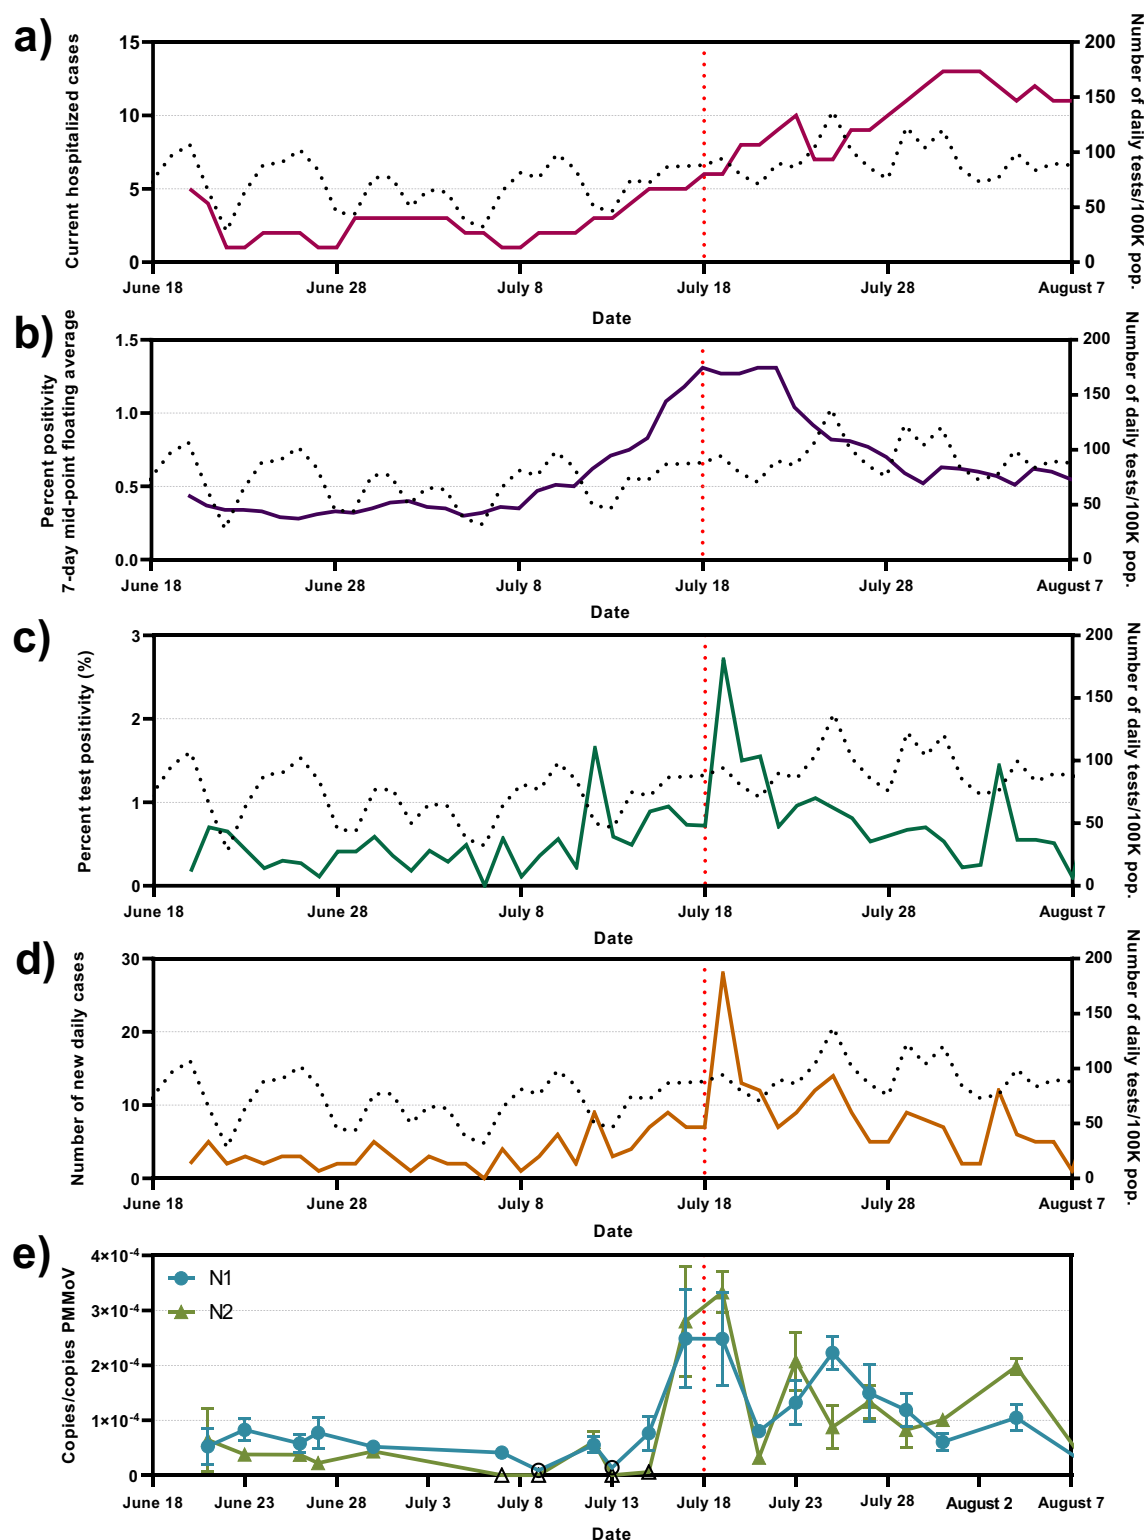 a)
Current hospitalized cases
15
10
5
0
200
150
100
50
0
Number of daily tests/100K pop.
June 18
June 28
July 8
July 18
July 28
August 7
Date
b)
Percent positivity
7-day mid-point floating average
1.5
1.0
0.5
0.0
200
150
100
50
0
Number of daily tests/100K pop.
June 18
June 28
July 8
July 18
July 28
August 7
Date
c)
Percent test positivity (%)
3
2
1
0
200
150
100
50
0
Number of daily tests/100K pop.
June 18
June 28
July 8
July 18
July 28
August 7
Date
d)
Number of new daily cases
30
20
10
0
200
150
100
50
0
Number of daily tests/100K pop.
June 18
June 28
July 8
July 18
July 28
August 7
Date
e)
Copies/copies PMMoV
4×10⁻⁴
3×10⁻⁴
2×10⁻⁴
1×10⁻⁴
0
N1
N2
June 18
June 23
June 28
July 3
July 8
July 13
July 18
July 23
July 28
August 2
August 7
Date